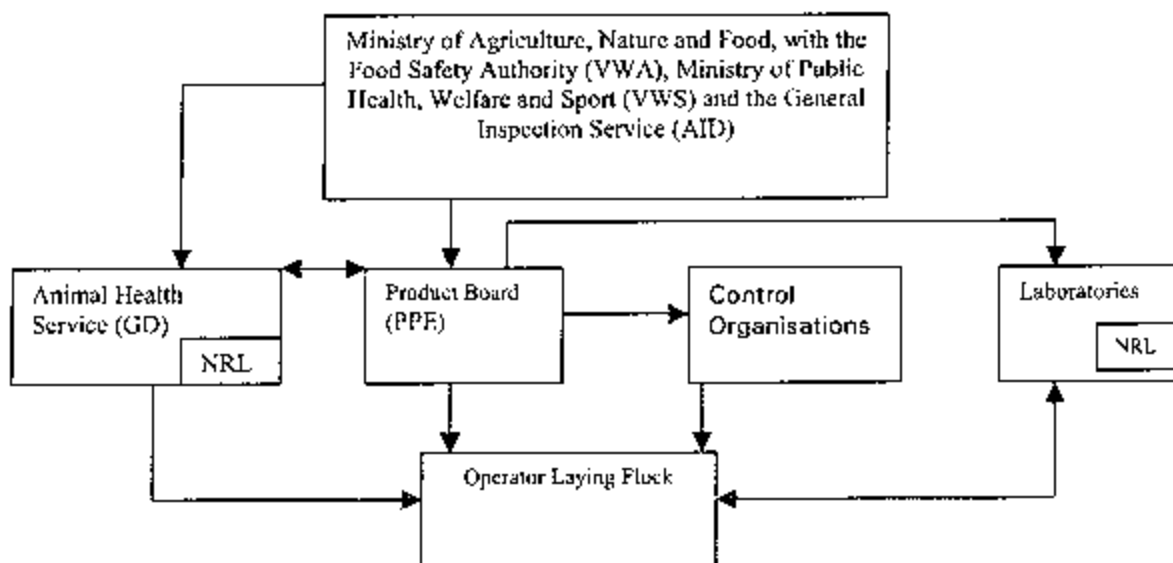 Ministry of Agriculture, Nature and Food, with the
Food Safety Authority (VWA), Ministry of Public
Health, Welfare and Sport (VWS) and the General
Inspection Service (AID)
Animal Health
Service (GD)
NRL
Product Board
(PPE)
Control
Organisations
Laboratories
NRL
Operator Laying Flock